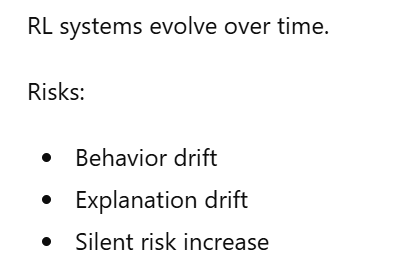 RL systems evolve over time.
Risks:
• Behavior drift
• Explanation drift
• Silent risk increase